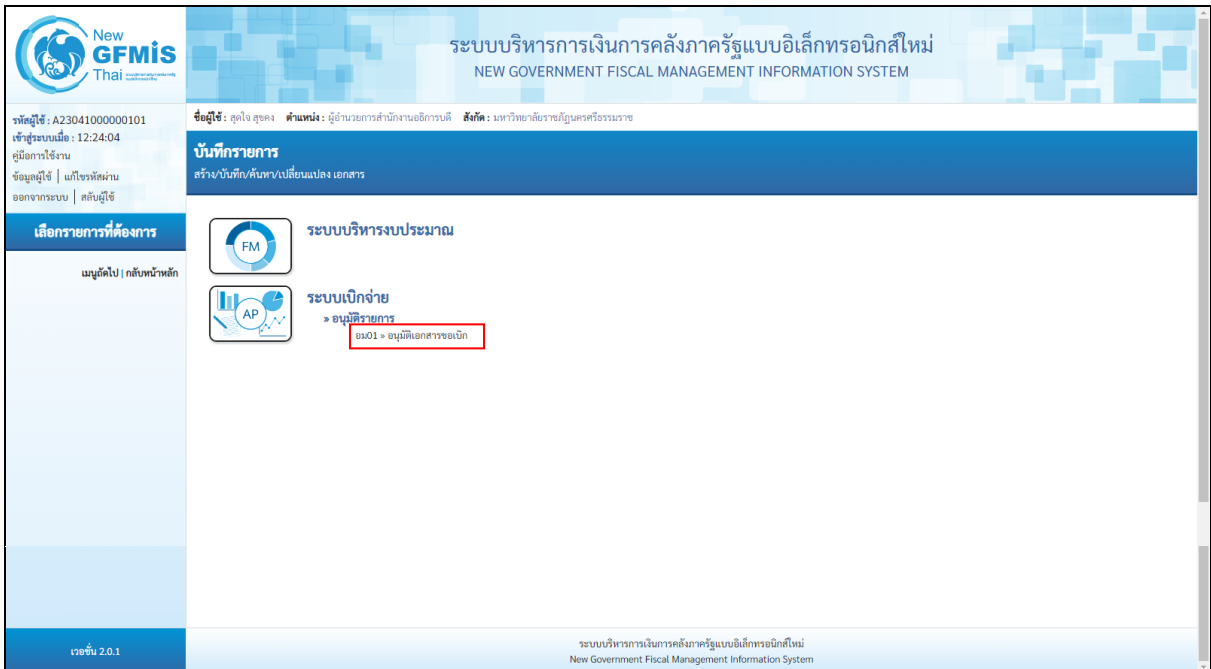 New
GFMiS
Thai
ระบบบริหารการเงินการคลังภาครัฐแบบอิเล็กทรอนิกส์ใหม่
NEW GOVERNMENT FISCAL MANAGEMENT INFORMATION SYSTEM
รหัสผู้ใช้ : A23041000000101
เข้าสู่ระบบเมื่อ : 12:24:04
คู่มือการใช้งาน
ข้อมูลผู้ใช้ | แก้ไขรหัสผ่าน
ออกจากระบบ | สลับผู้ใช้
ชื่อผู้ใช้ : สุดใจ สุขคง ตำแหน่ง : ผู้อำนวยการสำนักงานอธิการบดี สังกัด : มหาวิทยาลัยราชภัฏนครศรีธรรมราช
บันทึกรายการ
สร้าง/บันทึก/ค้นหา/เปลี่ยนแปลง เอกสาร
เลือกรายการที่ต้องการ
เมนูถัดไป | กลับหน้าหลัก
FM
ระบบบริหารงบประมาณ
AP
ระบบเบิกจ่าย
» อนุมัติรายการ
อม01 » อนุมัติเอกสารขอเบิก
เวอชั่น 2.0.1
ระบบบริหารการเงินการคลังภาครัฐแบบอิเล็กทรอนิกส์ใหม่
New Government Fiscal Management Information System